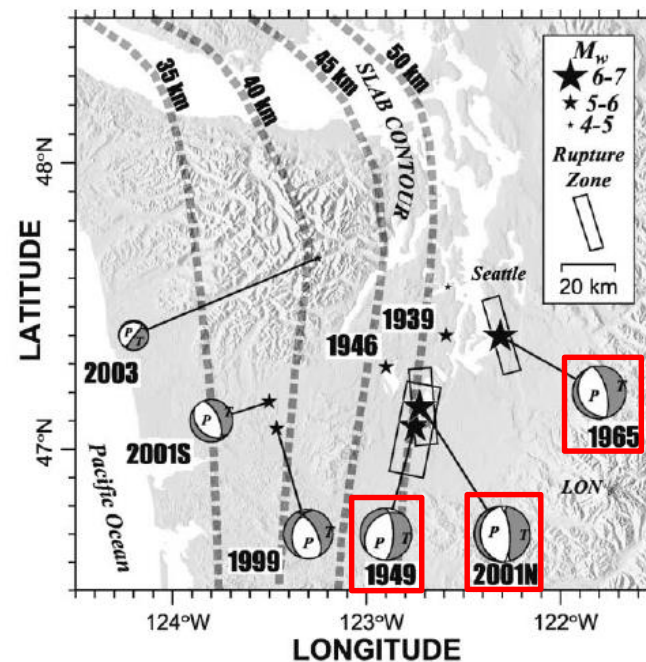 35 km
40 km
45 km
50 km
SLAB CONTOUR
Mw
6-7
5-6
4-5
Rupture
Zone
20 km
48°N
LATITUDE
Seattle
1939
1946
P
T
2003
P
T
2001S
47°N
P
T
1965
Pacific Ocean
LON
P
T
1999
P
T
1949
P
T
2001N
124°W
123°W
122°W
LONGITUDE